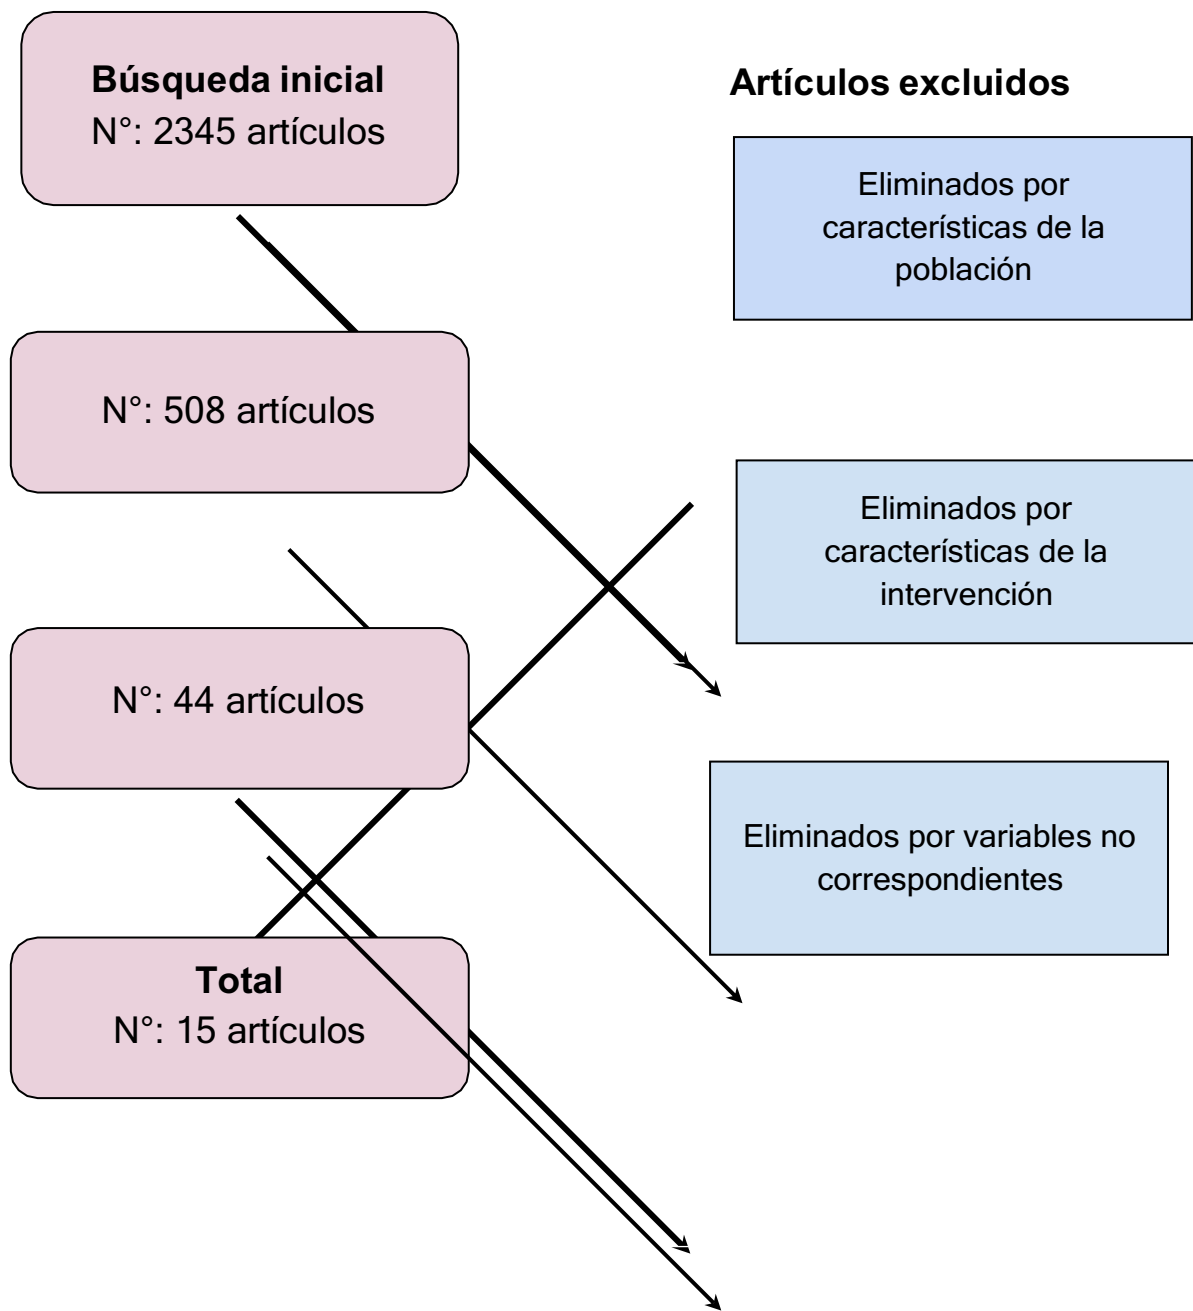 Búsqueda inicial
N°: 2345 artículos
Artículos excluidos
Eliminados por
características de la
población
N°: 508 artículos
Eliminados por
características de la
intervención
N°: 44 artículos
Eliminados por variables no
correspondientes
Total
N°: 15 artículos